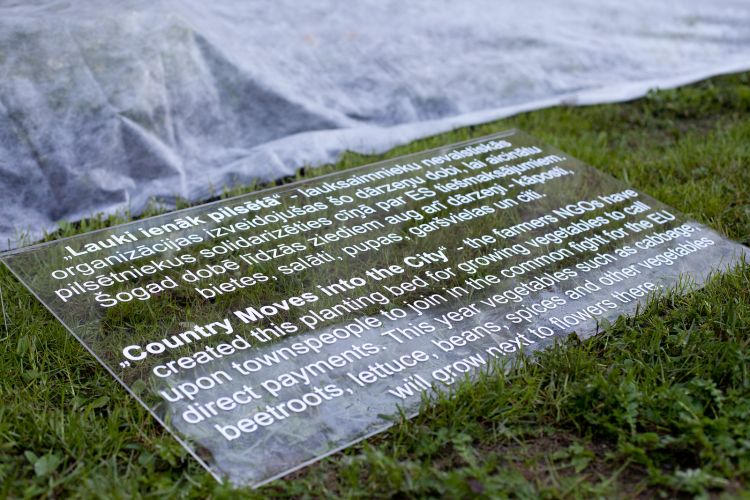 „Lauki ienāk pilsētā“ - lauksaimnieku nevalstiskās
organizācijas izveidojušas šo dārzeņu dobi, lai aicinātu
pilsētniekus solidarizēties cīņā par ES tiešmaksājumiem.
Šogad dobē līdzās ziediem aug arī dārzeņi - kāposti,
bietes, salāti, pupas, garšvielas un citi.
„Country Moves into the City“ - the farmers NGOs have
created this planting bed for growing vegetables to call
upon townspeople to join in the common fight for the EU
direct payments. This year vegetables such as cabbage,
beetroots, lettuce, beans, spices and other vegetables
will grow next to flowers there.